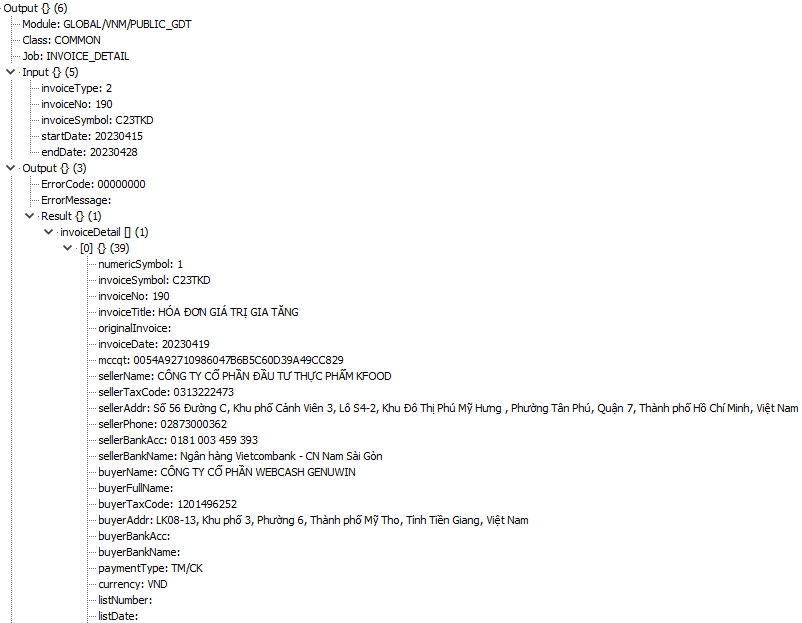 Output {} (6)
Module: GLOBAL/VNM/PUBLIC_GDT
Class: COMMON
Job: INVOICE_DETAIL
Input {} (5)
invoiceType: 2
invoiceNo: 190
invoiceSymbol: C23TKD
startDate: 20230415
endDate: 20230428
Output {} (3)
ErrorCode: 00000000
ErrorMessage:
Result {} (1)
invoiceDetail [] (1)
[0] {} (39)
numericSymbol: 1
invoiceSymbol: C23TKD
invoiceNo: 190
invoiceTitle: HÓA ĐƠN GIÁ TRỊ GIA TĂNG
originalInvoice:
invoiceDate: 20230419
mccqt: 0054A92710986047B6B5C60D39A49CC829
sellerName: CÔNG TY CỔ PHẦN ĐẦU TƯ THỰC PHẨM KFOOD
sellerTaxCode: 0313222473
sellerAddr: Số 56 Đường C, Khu phố Cảnh Viên 3, Lô S4-2, Khu Đô Thị Phú Mỹ Hưng , Phường Tân Phú, Quận 7, Thành phố Hồ Chí Minh, Việt Nam
sellerPhone: 02873000362
sellerBankAcc: 0181 003 459 393
sellerBankName: Ngân hàng Vietcombank - CN Nam Sài Gòn
buyerName: CÔNG TY CỔ PHẦN WEBCASH GENUWIN
buyerFullName:
buyerTaxCode: 1201496252
buyerAddr: LK08-13, Khu phố 3, Phường 6, Thành phố Mỹ Tho, Tỉnh Tiền Giang, Việt Nam
buyerBankAcc:
buyerBankName:
paymentType: TM/CK
currency: VND
listNumber:
listDate: